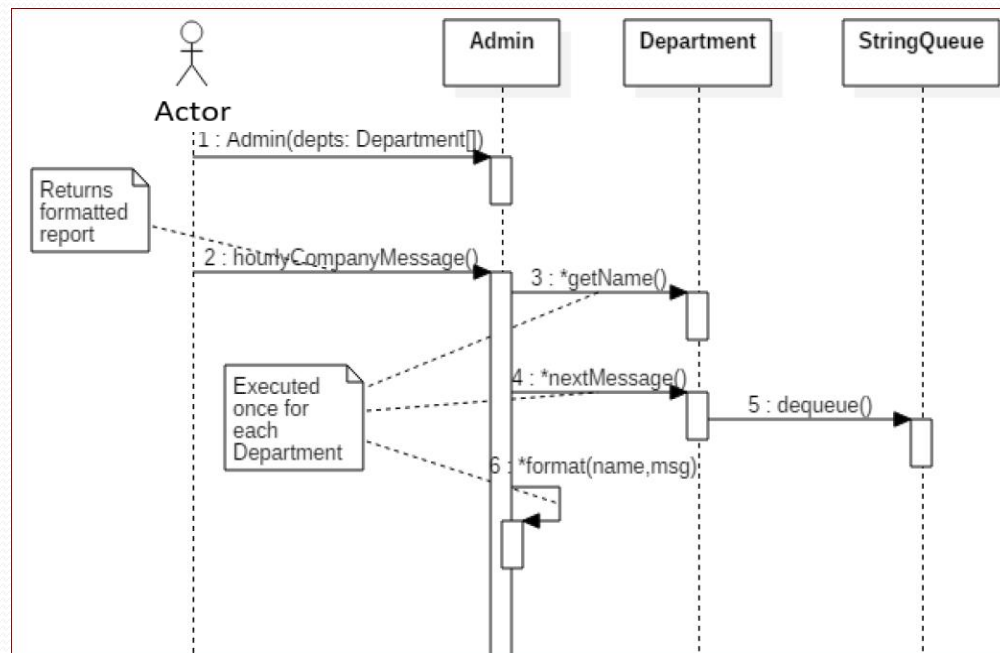 Admin
Department
StringQueue
Actor
1 : Admin(depts: Department[])
Returns
formatted
report
2 : hourlyCompanyMessage()
3 : *getName()
Executed
once for
each
Department
4 : *nextMessage()
5 : dequeue()
6 : *format(name,msg)